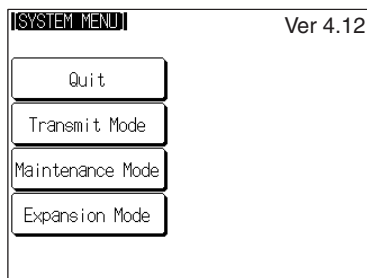 [SYSTEM MENU]
Ver 4.12
Quit
Transmit Mode
Maintenance Mode
Expansion Mode